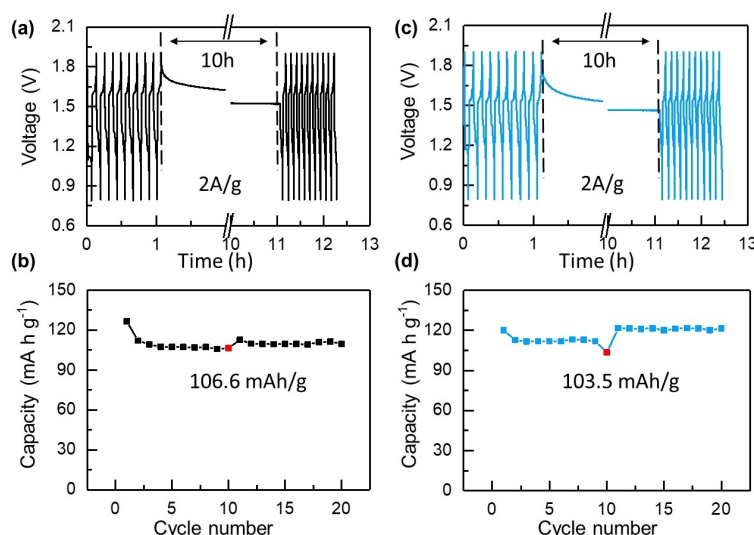 (a)
2.1
1.8
1.5
1.2
0.9
0.6
Voltage (V)
10h
2A/g
0 1 10 11 12 13
Time (h)
(c)
2.1
1.8
1.5
1.2
0.9
0.6
Voltage (V)
10h
2A/g
0 1 10 11 12 13
Time (h)
(b)
150
120
90
60
30
0
Capacity (mA h g-1)
106.6 mAh/g
0 5 10 15 20
Cycle number
(d)
150
120
90
60
30
0
Capacity (mA h g-1)
103.5 mAh/g
0 5 10 15 20
Cycle number